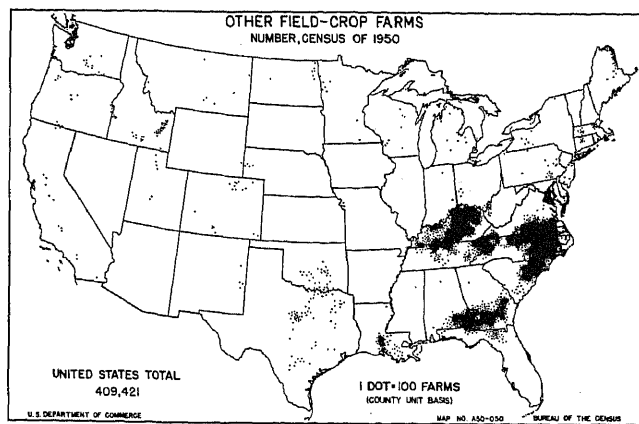 OTHER FIELD-CROP FARMS
NUMBER, CENSUS OF 1950
UNITED STATES TOTAL
409,421
1 DOT=100 FARMS
(COUNTY UNIT BASIS)
U.S. DEPARTMENT OF COMMERCE
MAP NO. A50-050
BUREAU OF THE CENSUS